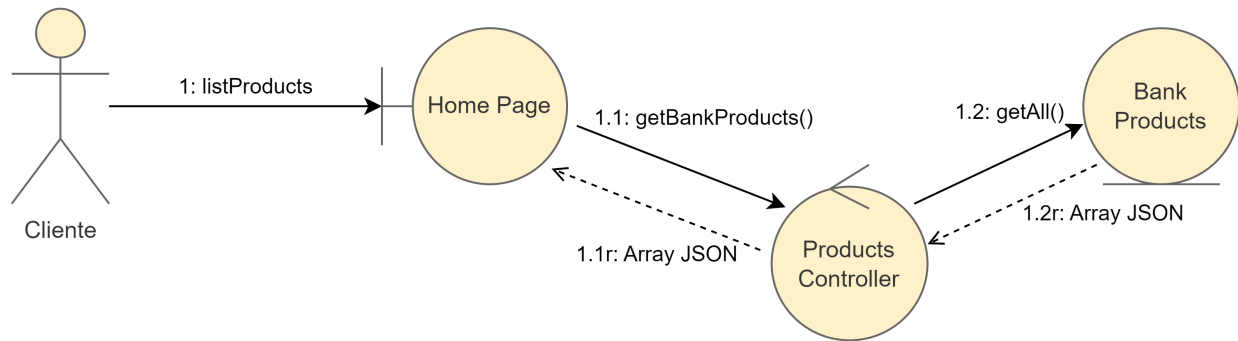 1: listProducts
Home Page
1.1: getBankProducts()
1.2: getAll()
Bank
Products
1.2r: Array JSON
1.1r: Array JSON
Products
Controller
Cliente